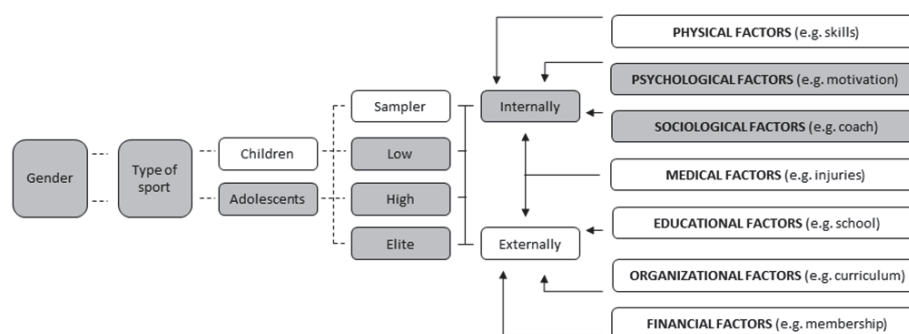 PHYSICAL FACTORS (e.g. skills)
PSYCHOLOGICAL FACTORS (e.g. motivation)
Sampler
Internally
SOCIOLOGICAL FACTORS (e.g. coach)
Gender
Type of
sport
Children
Low
MEDICAL FACTORS (e.g. injuries)
Adolescents
High
EDUCATIONAL FACTORS (e.g. school)
Elite
Externally
ORGANIZATIONAL FACTORS (e.g. curriculum)
FINANCIAL FACTORS (e.g. membership)